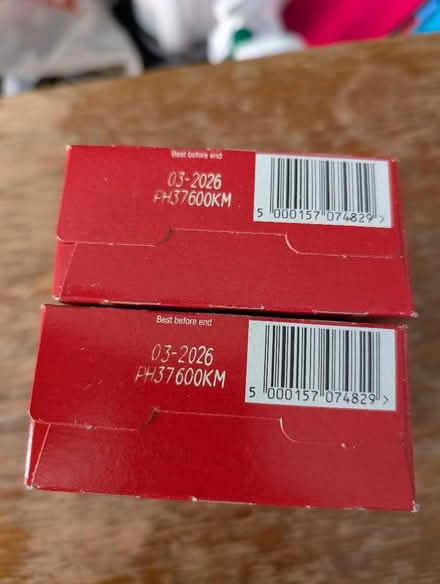 Best before end
03-2026
PH37600KM
5 000157 074829 >
Best before end
03-2026
PH37600KM
5 000157 074829 >